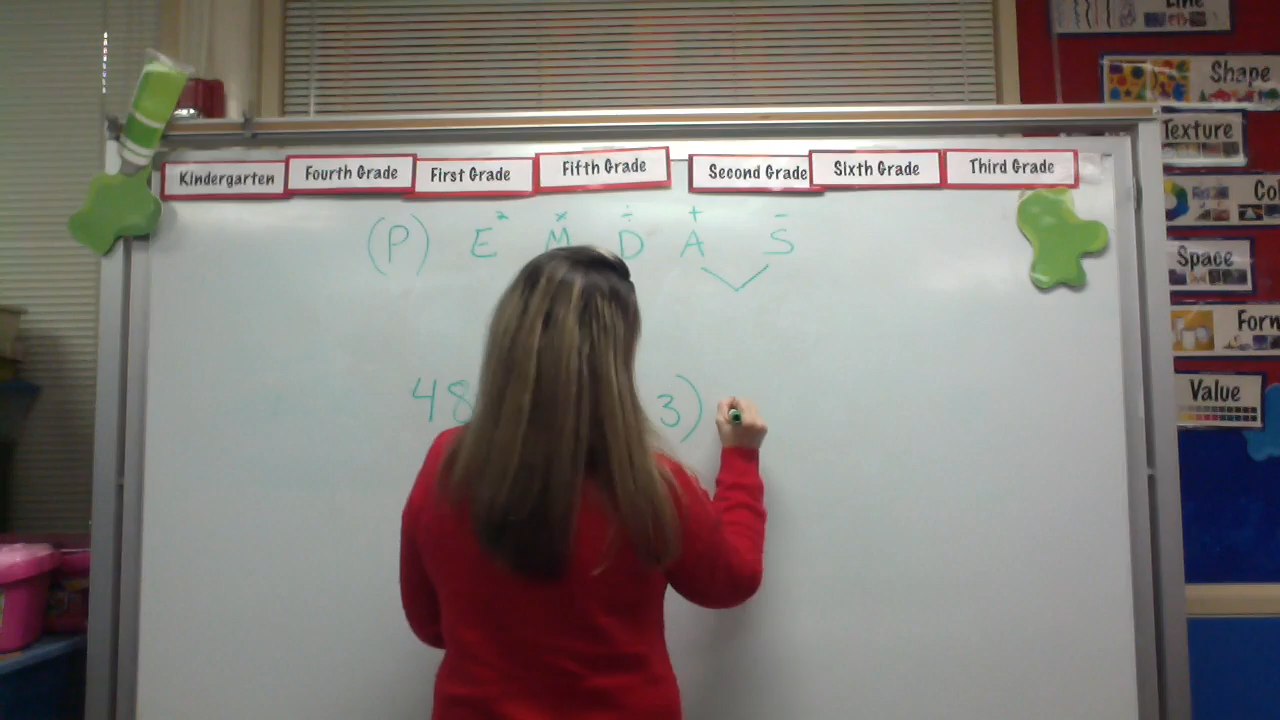 Line
Shape
Texture
Kindergarten Fourth Grade First Grade Fifth Grade Second Grade Sixth Grade Third Grade
(P) E² M× D÷ A+ S−
Space
Value
48 3)